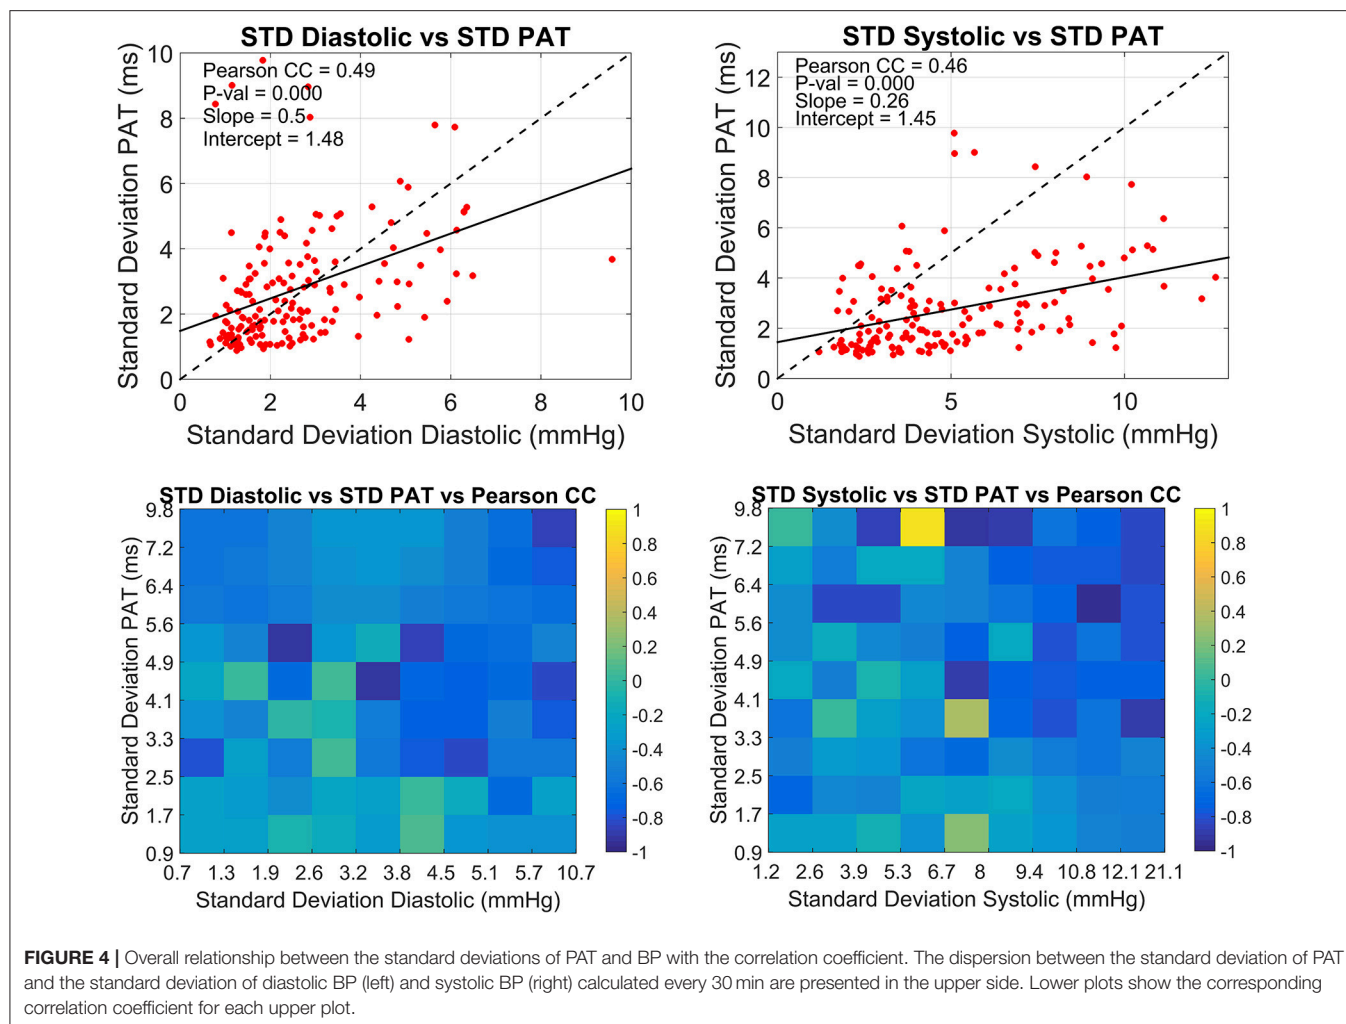 STD Diastolic vs STD PAT
Pearson CC = 0.49
P-val = 0.000
Slope = 0.5
Intercept = 1.48
Standard Deviation PAT (ms)
10
8
6
4
2
0
0 2 4 6 8 10
Standard Deviation Diastolic (mmHg)
STD Systolic vs STD PAT
Pearson CC = 0.46
P-val = 0.000
Slope = 0.26
Intercept = 1.45
Standard Deviation PAT (ms)
12
10
8
6
4
2
0
0 5 10
Standard Deviation Systolic (mmHg)
STD Diastolic vs STD PAT vs Pearson CC
Standard Deviation PAT (ms)
9.8
7.2
6.4
5.6
4.9
4.1
3.3
2.5
1.7
0.9
0.7 1.3 1.9 2.6 3.2 3.8 4.5 5.1 5.7 10.7
Standard Deviation Diastolic (mmHg)
1
0.8
0.6
0.4
0.2
0
-0.2
-0.4
-0.6
-0.8
-1
STD Systolic vs STD PAT vs Pearson CC
Standard Deviation PAT (ms)
9.8
7.2
6.4
5.6
4.9
4.1
3.3
2.5
1.7
0.9
1.2 2.6 3.9 5.3 6.7 8 9.4 10.8 12.1 21.1
Standard Deviation Systolic (mmHg)
1
0.8
0.6
0.4
0.2
0
-0.2
-0.4
-0.6
-0.8
-1
FIGURE 4 | Overall relationship between the standard deviations of PAT and BP with the correlation coefficient. The dispersion between the standard deviation of PAT
and the standard deviation of diastolic BP (left) and systolic BP (right) calculated every 30 min are presented in the upper side. Lower plots show the corresponding
correlation coefficient for each upper plot.